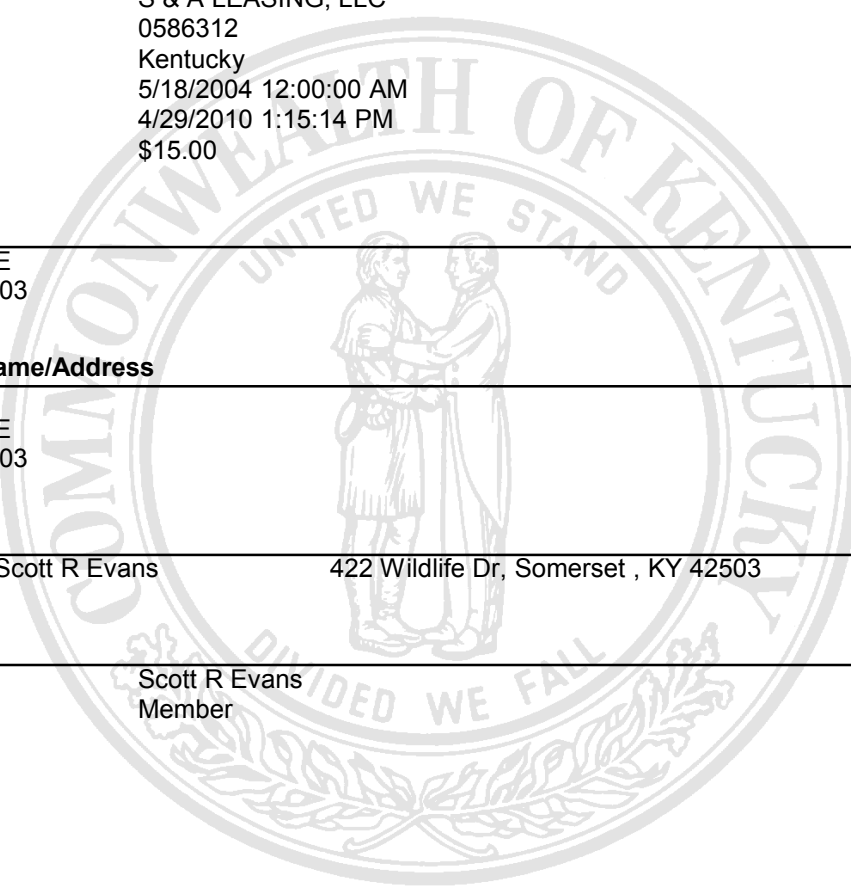 S & A LEASING, LLC
0586312
Kentucky
5/18/2004 12:00:00 AM
4/29/2010 1:15:14 PM
$15.00
COMMONWEALTH OF KENTUCKY
UNITED WE STAND
E
03
ame/Address
E
03
Scott R Evans 422 Wildlife Dr, Somerset , KY 42503
DIVIDED WE FALL
Scott R Evans
Member